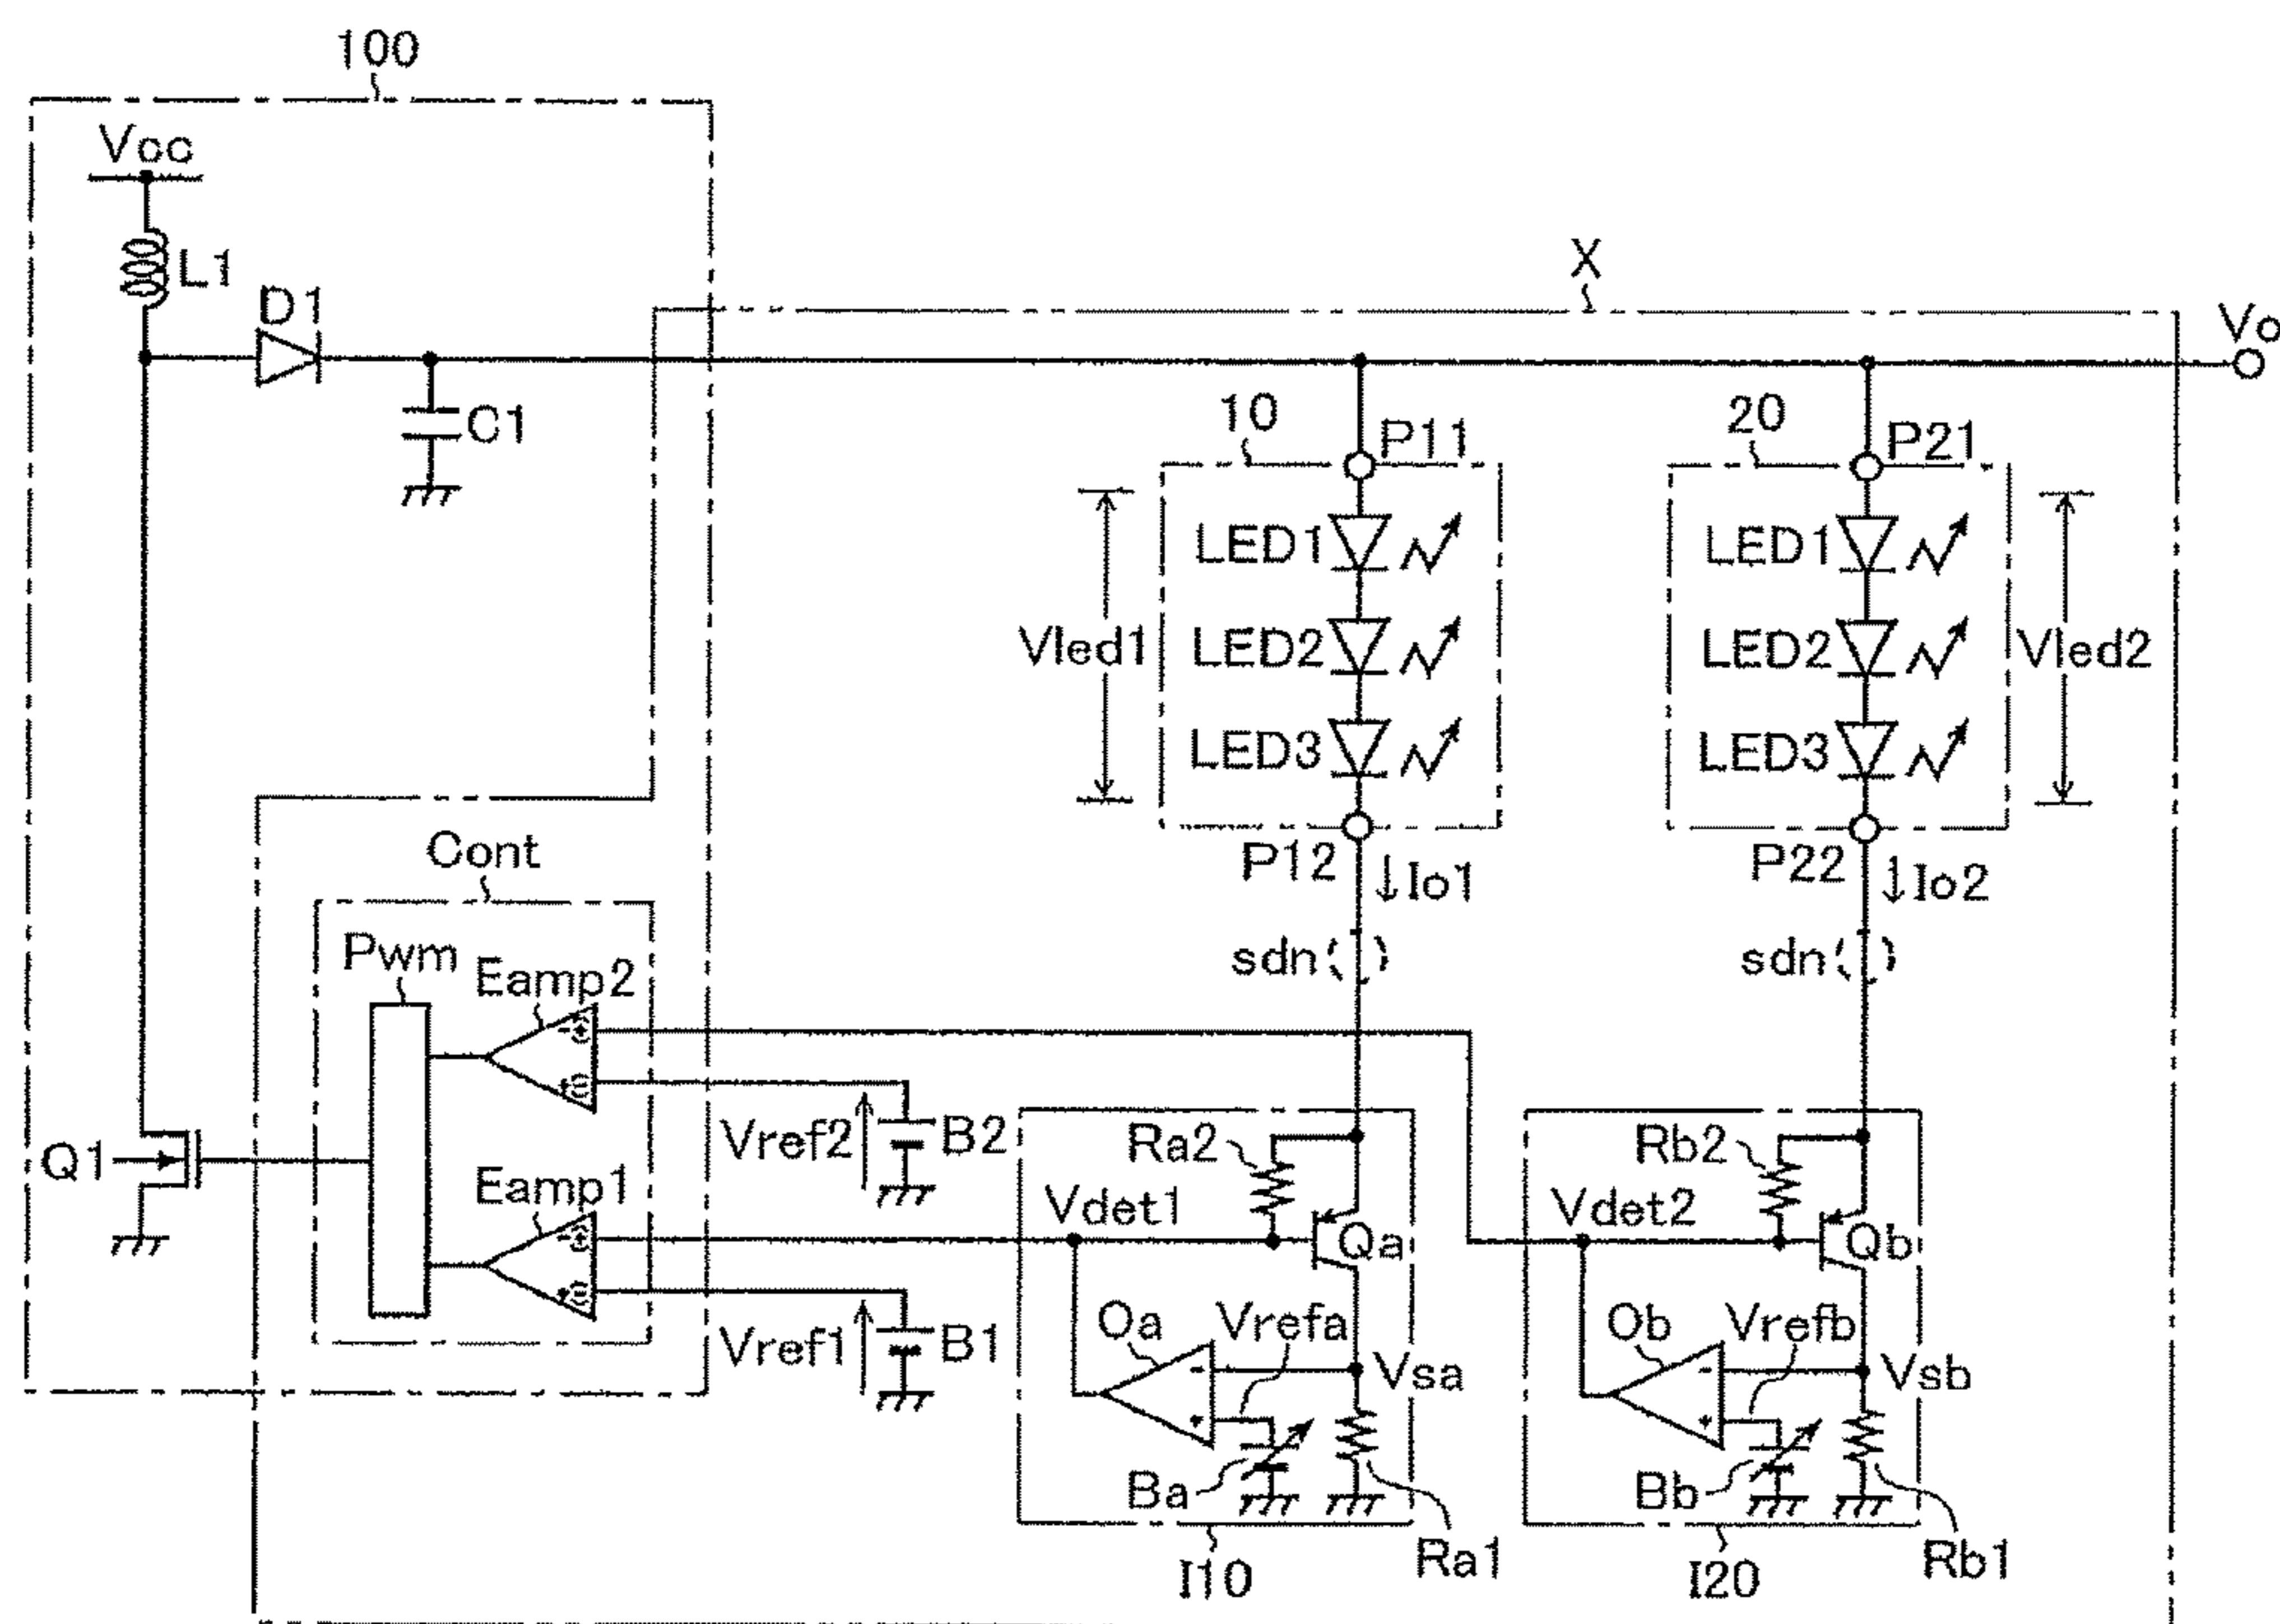 100
Vcc
L1
D1
C1
X
Vo
10
P11
20
P21
LED1
LED1
Vled1
LED2
LED2
Vled2
LED3
LED3
P12
Io1
P22
Io2
sdn
sdn
Cont
Pwm
Eamp2
- (+)
+ (-)
Q1
Vref2
B2
Eamp1
- (+)
+ (-)
Vref1
B1
Ra2
Vdet1
Qa
Oa
Vrefa
-
+
Vsa
Ba
Ra1
I10
Rb2
Vdet2
Qb
Ob
Vrefb
-
+
Vsb
Bb
Rb1
I20